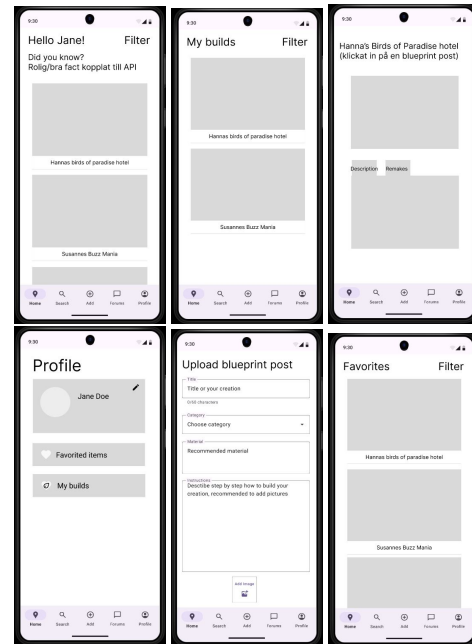 9:30
Hello Jane!
Filter
Did you know?
Rolig/bra fact kopplat till API
Hannas birds of paradise hotel
Susannes Buzz Mania
Home Search Add Forums Profile
9:30
My builds
Filter
Hannas birds of paradise hotel
Susannes Buzz Mania
Home Search Add Forums Profile
9:30
Hanna's Birds of Paradise hotel
(klickat in på en blueprint post)
Description Remakes
Home Search Add Forums Profile
9:30
Profile
Jane Doe
Favorited items
My builds
Home Search Add Forums Profile
9:30
Upload blueprint post
Title
Title or your creation
0/60 characters
Category
Choose category
Material
Recommended material
Instructions
Describe step by step how to build your
creation, recommended to add pictures
Add image
Home Search Add Forums Profile
9:30
Favorites
Filter
Hannas birds of paradise hotel
Susannes Buzz Mania
Home Search Add Forums Profile